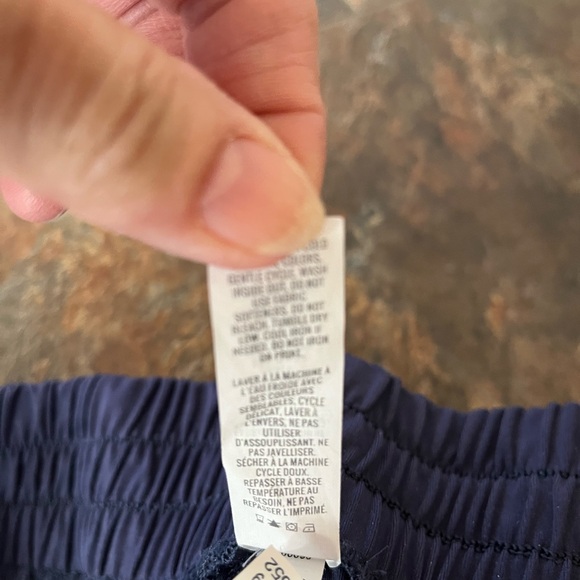 COLORS,
GENTLE CYCLE, WASH
INSIDE OUT, DO NOT
USE FABRIC
SOFTENERS, DO NOT
BLEACH, TUMBLE DRY
LOW, COOL IRON IF
NEEDED, DO NOT IRON
ON PRINT.
LAVER À LA MACHINE À
L'EAU FROIDE AVEC
DES COULEURS
SEMBLABLES, CYCLE
DÉLICAT, LAVER À
L'ENVERS, NE PAS
UTILISER
D'ASSOUPLISSANT, NE
PAS JAVELLISER.
SÉCHER À LA MACHINE
CYCLE DOUX.
REPASSER À BASSE
TEMPÉRATURE AU
BESOIN, NE PAS
REPASSER L'IMPRIMÉ.